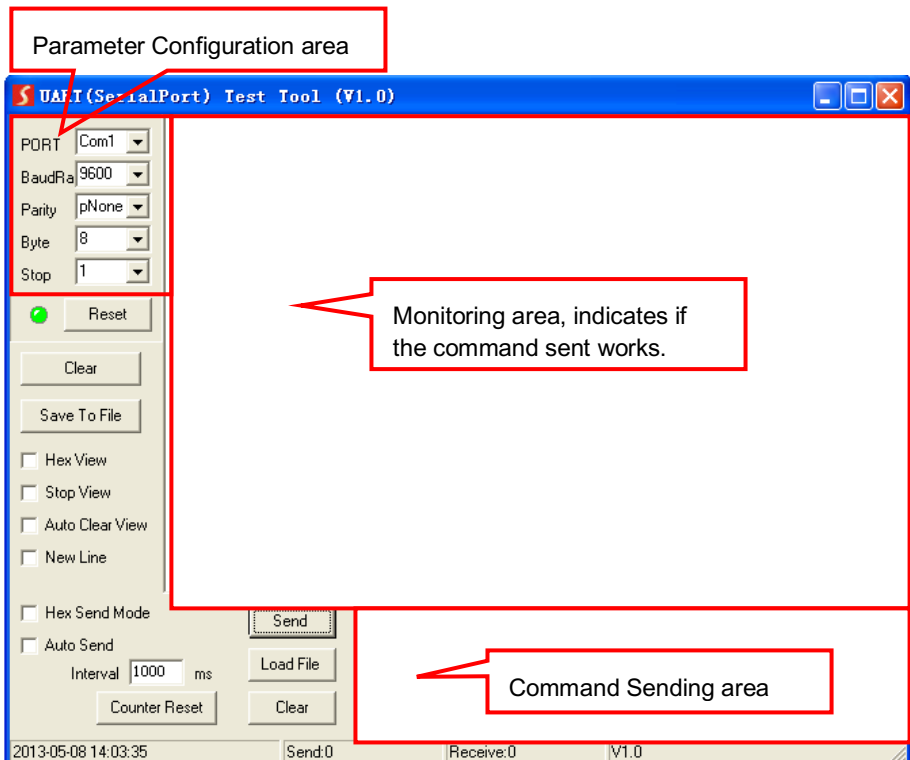 Parameter Configuration area
UART(SerialPort) Test Tool (V1.0)
PORT Com1
BaudRa 9600
Parity pNone
Byte 8
Stop 1
Reset
Clear
Save To File
Hex View
Stop View
Auto Clear View
New Line
Monitoring area, indicates if
the command sent works.
Hex Send Mode
Send
Auto Send
Interval 1000 ms
Load File
Counter Reset
Clear
Command Sending area
2013-05-08 14:03:35 Send:0 Receive:0 V1.0